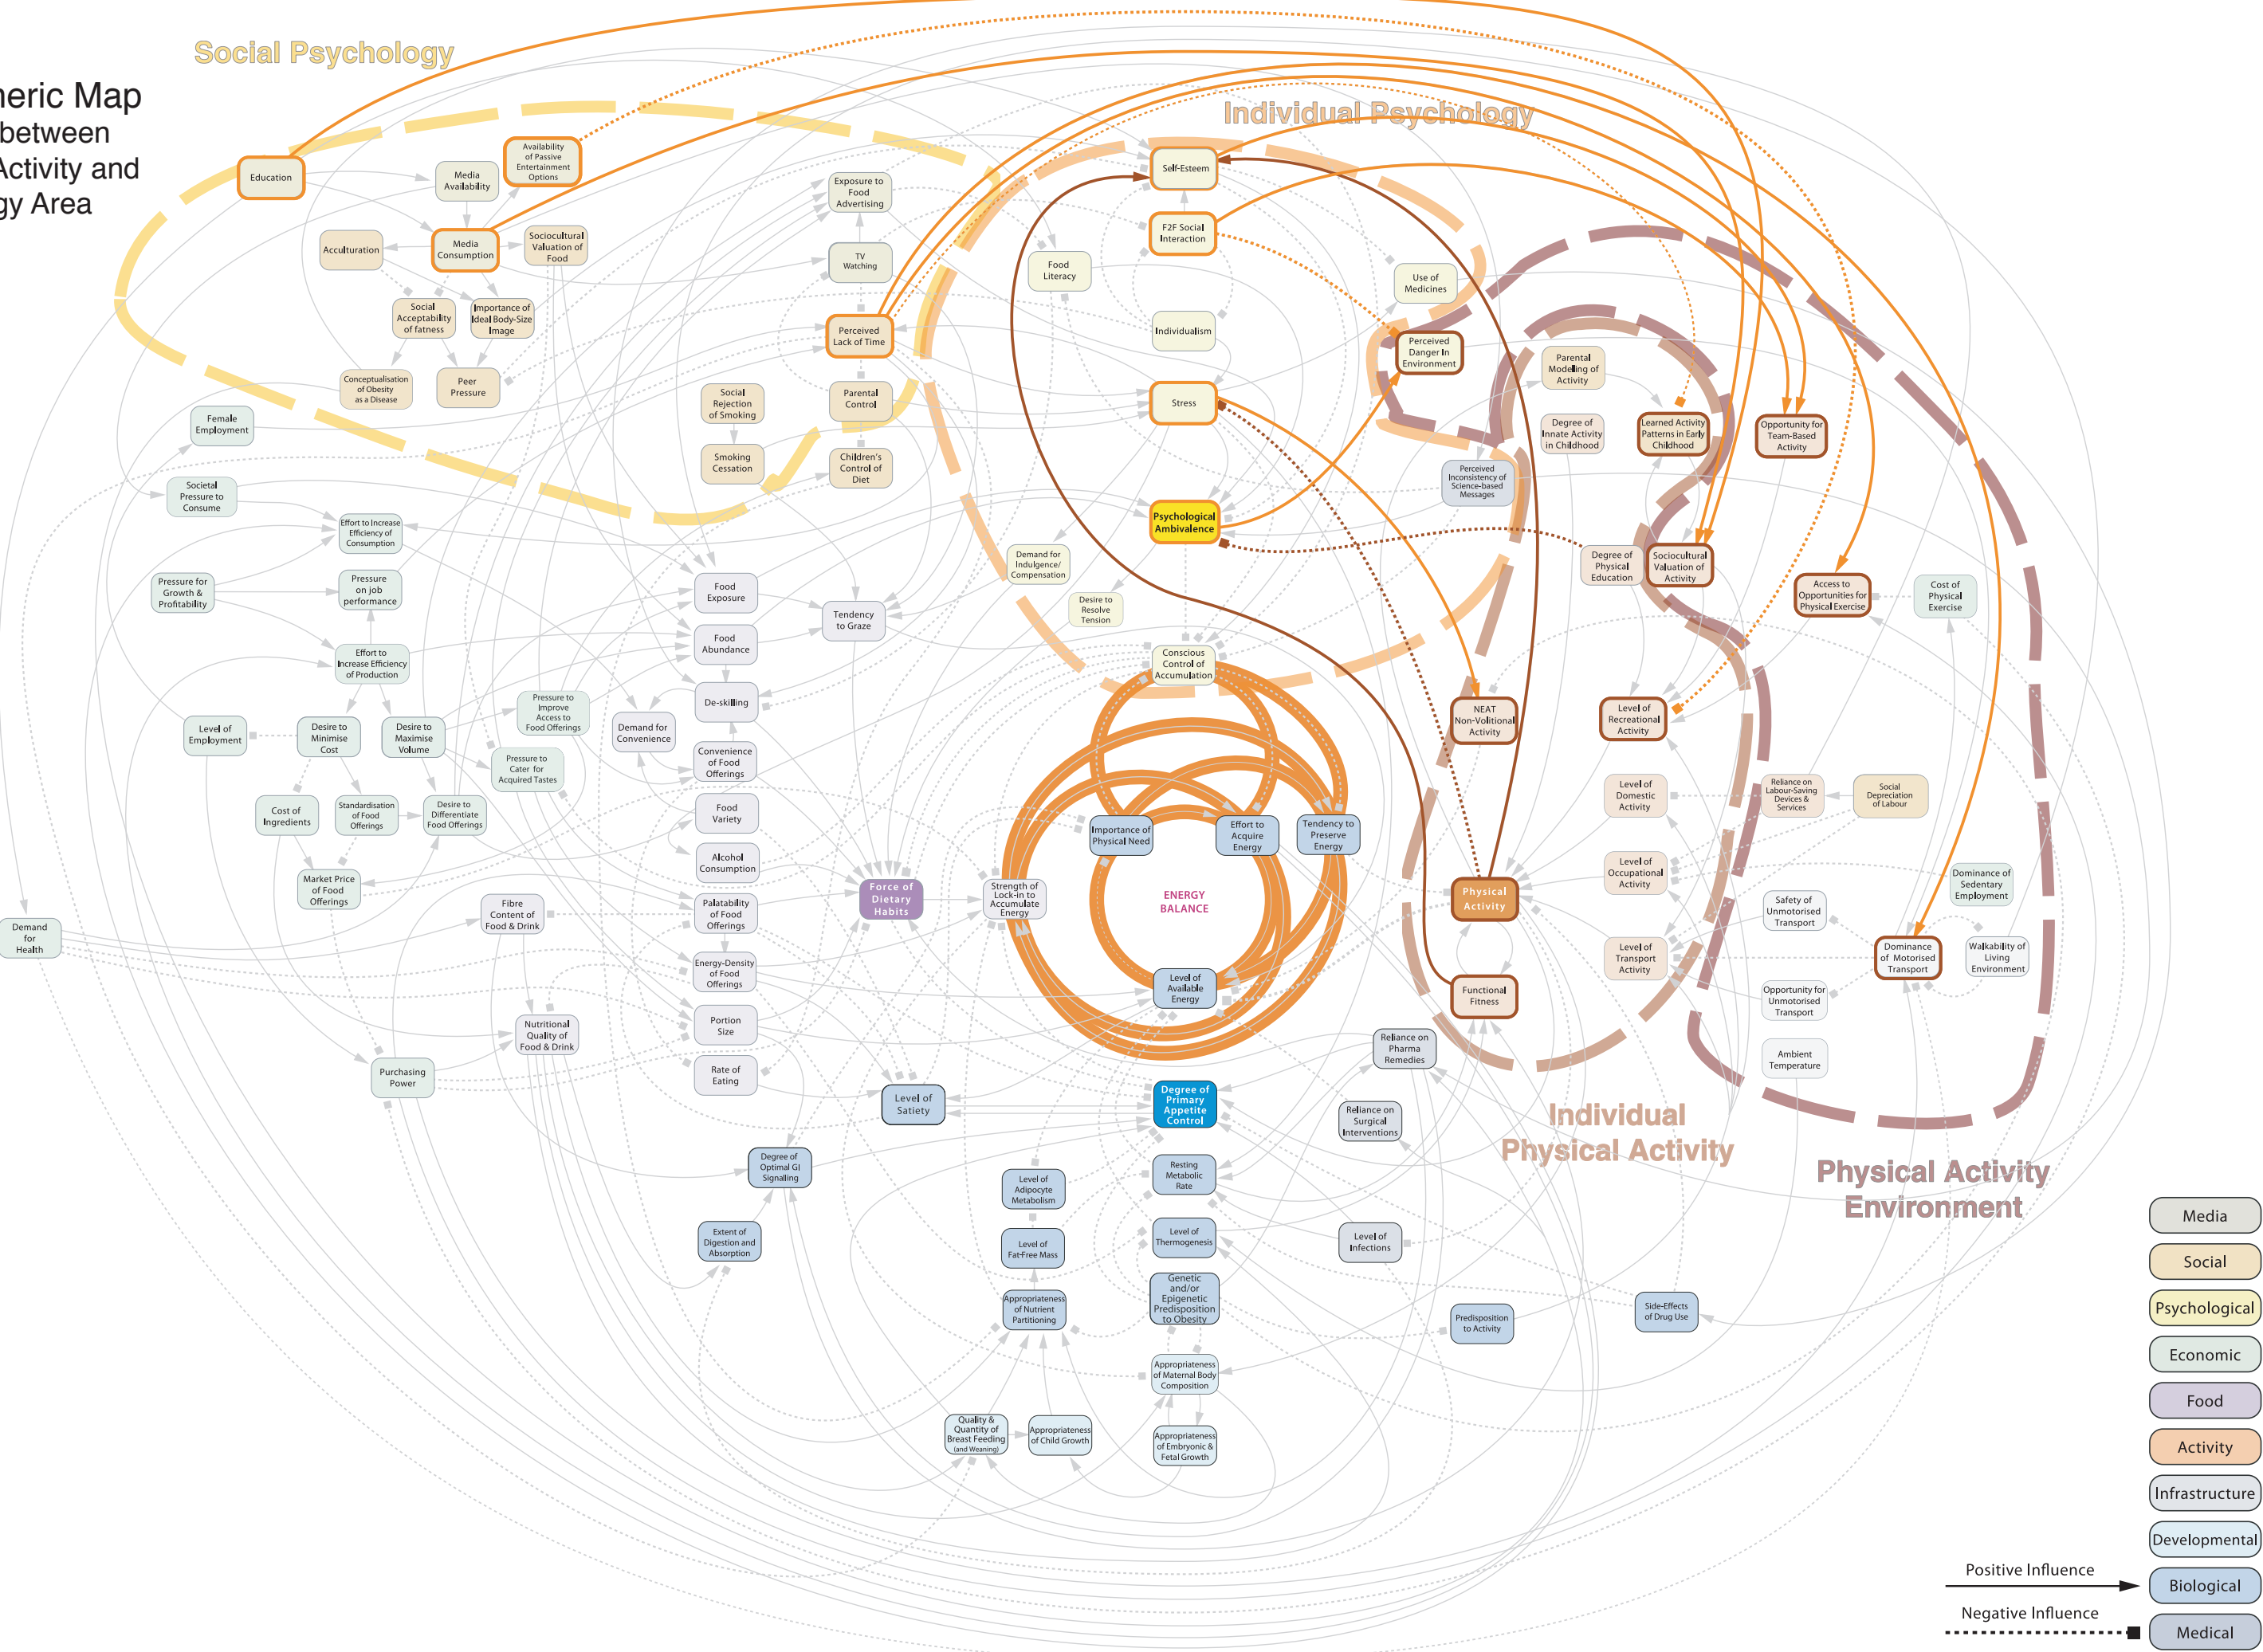 neric Map
between
Activity and
gy Area
Social Psychology
Individual Psychology
Education
Media
Availability
Availability
of Passive
Entertainment
Options
Acculturation
Media
Consumption
Sociocultural
Valuation of
Food
Social
Acceptability
of fatness
Importance of
Ideal Body-Size
Image
Conceptualisation
of Obesity
as a Disease
Peer
Pressure
Exposure to
Food
Advertising
TV
Watching
Perceived
Lack of Time
Social
Rejection
of Smoking
Parental
Control
Smoking
Cessation
Children's
Control of
Diet
Self-Esteem
F2F Social
Interaction
Food
Literacy
Individualism
Stress
Use of
Medicines
Perceived
Danger In
Environment
Psychological
Ambivalence
Perceived
Inconsistency of
Science-based
Messages
Demand for
Indulgence/
Compensation
Desire to
Resolve
Tension
Conscious
Control of
Accumulation
Parental
Modeling of
Activity
Degree of
Innate Activity
in Childhood
Learned Activity
Patterns in Early
Childhood
Opportunity for
Team-Based
Activity
Degree of
Physical
Education
Sociocultural
Valuation of
Activity
Access to
Opportunities for
Physical Exercise
Cost of
Physical
Exercise
Female
Employment
Societal
Pressure to
Consume
Effort to Increase
Efficiency of
Consumption
Pressure for
Growth &
Profitability
Pressure
on job
performance
Effort to
Increase Efficiency
of Production
Level of
Employment
Desire to
Minimise
Cost
Desire to
Maximise
Volume
Pressure to
Improve
Access to
Food Offerings
Pressure to
Cater for
Acquired Tastes
Cost of
Ingredients
Standardisation
of Food
Offerings
Desire to
Differentiate
Food Offerings
Market Price
of Food
Offerings
Demand
for
Health
Purchasing
Power
Food
Exposure
Tendency
to Graze
Food
Abundance
De-skilling
Demand for
Convenience
Convenience
of Food
Offerings
Food
Variety
Alcohol
Consumption
Fibre
Content of
Food & Drink
Palatability
of Food
Offerings
Force of
Dietary
Habits
Energy-Density
of Food
Offerings
Nutritional
Quality of
Food & Drink
Portion
Size
Rate of
Eating
Strength of
Lock-in to
Accumulate
Energy
Importance of
Physical Need
Effort to
Acquire
Energy
Tendency to
Preserve
Energy
ENERGY
BALANCE
Level of
Available
Energy
NEAT
Non-Volitional
Activity
Level of
Recreational
Activity
Level of
Domestic
Activity
Reliance on
Labour-Saving
Devices &
Services
Social
Depreciation
of Labour
Level of
Occupational
Activity
Dominance of
Sedentary
Employment
Physical
Activity
Safety of
Unmotorised
Transport
Level of
Transport
Activity
Dominance
of Motorised
Transport
Walkability of
Living
Environment
Opportunity for
Unmotorised
Transport
Functional
Fitness
Ambient
Temperature
Reliance on
Pharma
Remedies
Level of
Satiety
Degree of
Primary
Appetite
Control
Reliance on
Surgical
Interventions
Individual
Physical Activity
Degree of
Optimal GI
Signalling
Level of
Adipocyte
Metabolism
Resting
Metabolic
Rate
Physical Activity
Environment
Extent of
Digestion and
Absorption
Level of
Fat-Free Mass
Level of
Thermogenesis
Level of
Infections
Appropriateness
of Nutrient
Partitioning
Genetic
and/or
Epigenetic
Predisposition
to Obesity
Predisposition
to Activity
Side-Effects
of Drug Use
Appropriateness
of Maternal Body
Composition
Quality &
Quantity of
Breast Feeding
(and Weaning)
Appropriateness
of Child Growth
Appropriateness
of Embryonic &
Fetal Growth
Media
Social
Psychological
Economic
Food
Activity
Infrastructure
Developmental
Biological
Medical
Positive Influence
Negative Influence